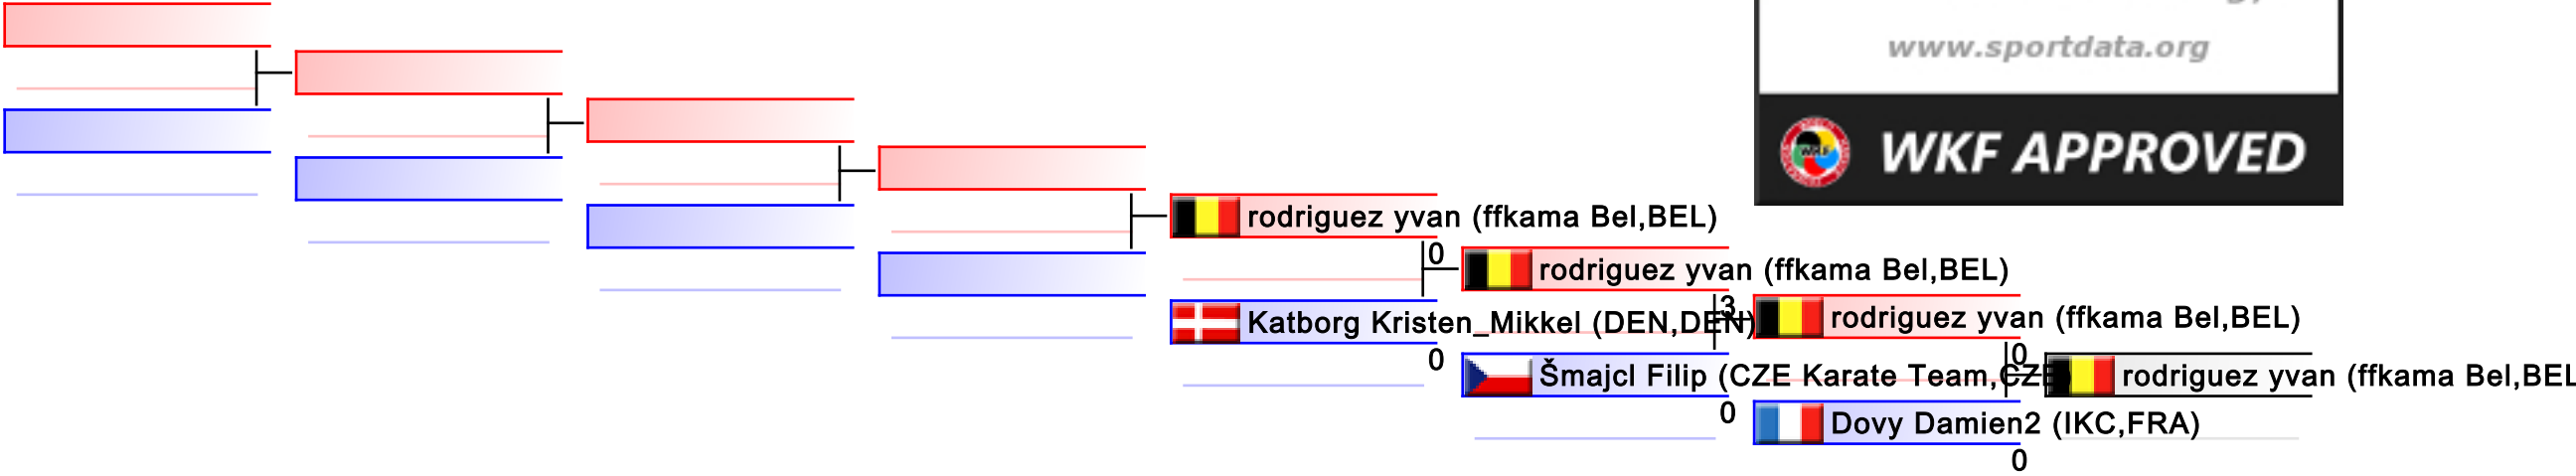 www.sportdata.org
WKF APPROVED
rodriguez yvan (ffkama Bel,BEL)
0
rodriguez yvan (ffkama Bel,BEL)
Katborg Kristen_Mikkel (DEN,DEN)
3
rodriguez yvan (ffkama Bel,BEL)
0
0
Šmajcl Filip (CZE Karate Team,CZE)
rodriguez yvan (ffkama Bel,BEL
0
Dovy Damien2 (IKC,FRA)
0